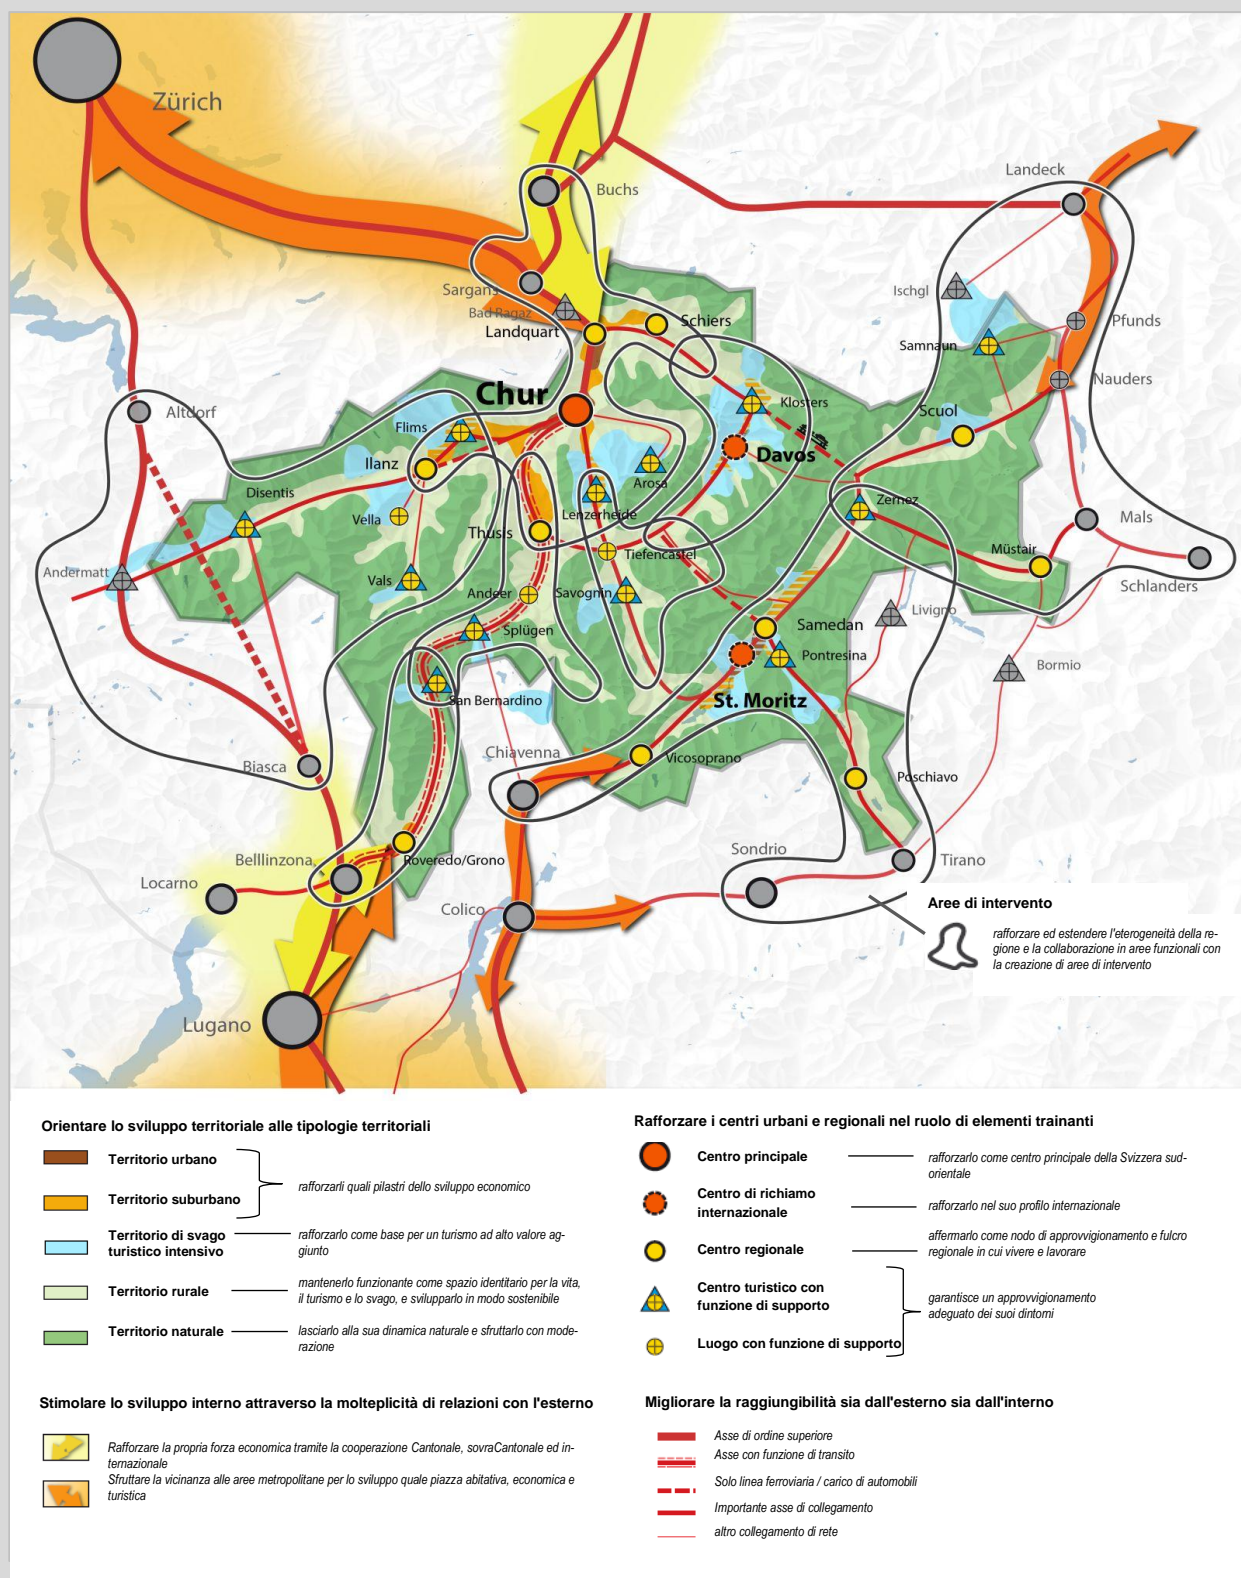 Zürich
Buchs
Landeck
Sargans
Bad Ragaz
Landquart
Schiers
Ischgl
Pfunds
Samnaun
Nauders
Chur
Altdorf
Klosters
Scuol
Flims
Davos
Ilanz
Arosa
Disentis
Zernez
Lenzerheide
Vella
Mals
Thusis
Tiefencastel
Müstair
Andermatt
Vals
Andeer
Savognin
Schlanders
Livigno
Splügen
Samedan
Pontresina
Bormio
San Bernardino
St. Moritz
Chiavenna
Vicosoprano
Biasca
Poschiavo
Belllinzona
Roveredo/Grono
Sondrio
Tirano
Locarno
Colico
Lugano
Aree di intervento
rafforzare ed estendere l'eterogeneità della re-
gione e la collaborazione in aree funzionali con
la creazione di aree di intervento
Orientare lo sviluppo territoriale alle tipologie territoriali
Territorio urbano
Territorio suburbano
rafforzarli quali pilastri dello sviluppo economico
Territorio di svago
turistico intensivo
rafforzarlo come base per un turismo ad alto valore ag-
giunto
Territorio rurale
mantenerlo funzionante come spazio identitario per la vita,
il turismo e lo svago, e svilupparlo in modo sostenibile
Territorio naturale
lasciarlo alla sua dinamica naturale e sfruttarlo con mode-
razione
Rafforzare i centri urbani e regionali nel ruolo di elementi trainanti
Centro principale
rafforzarlo come centro principale della Svizzera sud-
orientale
Centro di richiamo
internazionale
rafforzarlo nel suo profilo internazionale
Centro regionale
affermarlo come nodo di approvvigionamento e fulcro
regionale in cui vivere e lavorare
Centro turistico con
funzione di supporto
garantisce un approvvigionamento
adeguato dei suoi dintorni
Luogo con funzione di supporto
Stimolare lo sviluppo interno attraverso la molteplicità di relazioni con l'esterno
Rafforzare la propria forza economica tramite la cooperazione Cantonale, sovraCantonale ed in-
ternazionale
Sfruttare la vicinanza alle aree metropolitane per lo sviluppo quale piazza abitativa, economica e
turistica
Migliorare la raggiungibilità sia dall'esterno sia dall'interno
Asse di ordine superiore
Asse con funzione di transito
Solo linea ferroviaria / carico di automobili
Importante asse di collegamento
altro collegamento di rete